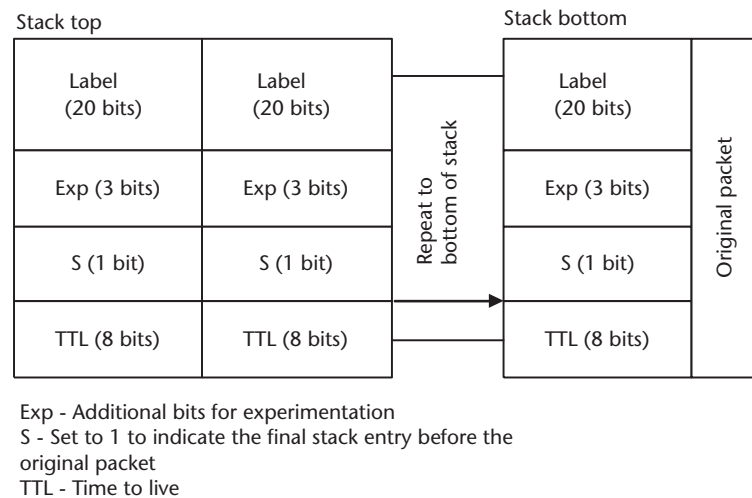 Stack top
Stack bottom
Label
(20 bits)
Label
(20 bits)
Label
(20 bits)
Exp (3 bits)
Exp (3 bits)
Exp (3 bits)
S (1 bit)
S (1 bit)
S (1 bit)
TTL (8 bits)
TTL (8 bits)
TTL (8 bits)
Repeat to
bottom of stack
Original packet
Exp - Additional bits for experimentation
S - Set to 1 to indicate the final stack entry before the
original packet
TTL - Time to live